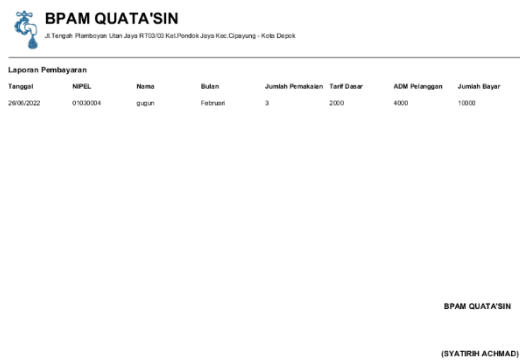 BPAM QUATA'SIN
Jl.Tengah Plamboyan Utan Jaya RT03/03 Kel.Pondok Jaya Kec.Cipayung - Kota Depok
Laporan Pembayaran
Tanggal NIPEL Nama Bulan Jumlah Pemakaian Tarif Dasar ADM Pelanggan Jumlah Bayar
26/06/2022 01030004 gugun Februari 3 2000 4000 10000
BPAM QUATA'SIN
(SYATIRIH ACHMAD)